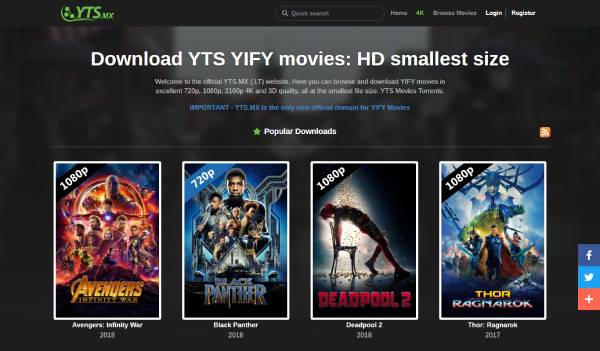 YTS.MX
Quick search
Home 4K Browse Movies Login Register
Download YTS YIFY movies: HD smallest size
Welcome to the official YTS.MX (.LT) website. Here you can browse and download YIFY movies in
excellent 720p, 1080p, 2160p 4K and 3D quality, all at the smallest file size. YTS Movies Torrents.
IMPORTANT - YTS.MX is the only new official domain for YIFY Movies
Popular Downloads
1080p
720p
1080p
1080p
AVENGERS
INFINITY WAR
BLACK
PANTHER
DEADPOOL 2
THOR
RAGNAROK
Avengers: Infinity War
2018
Black Panther
2018
Deadpool 2
2018
Thor: Ragnarok
2017